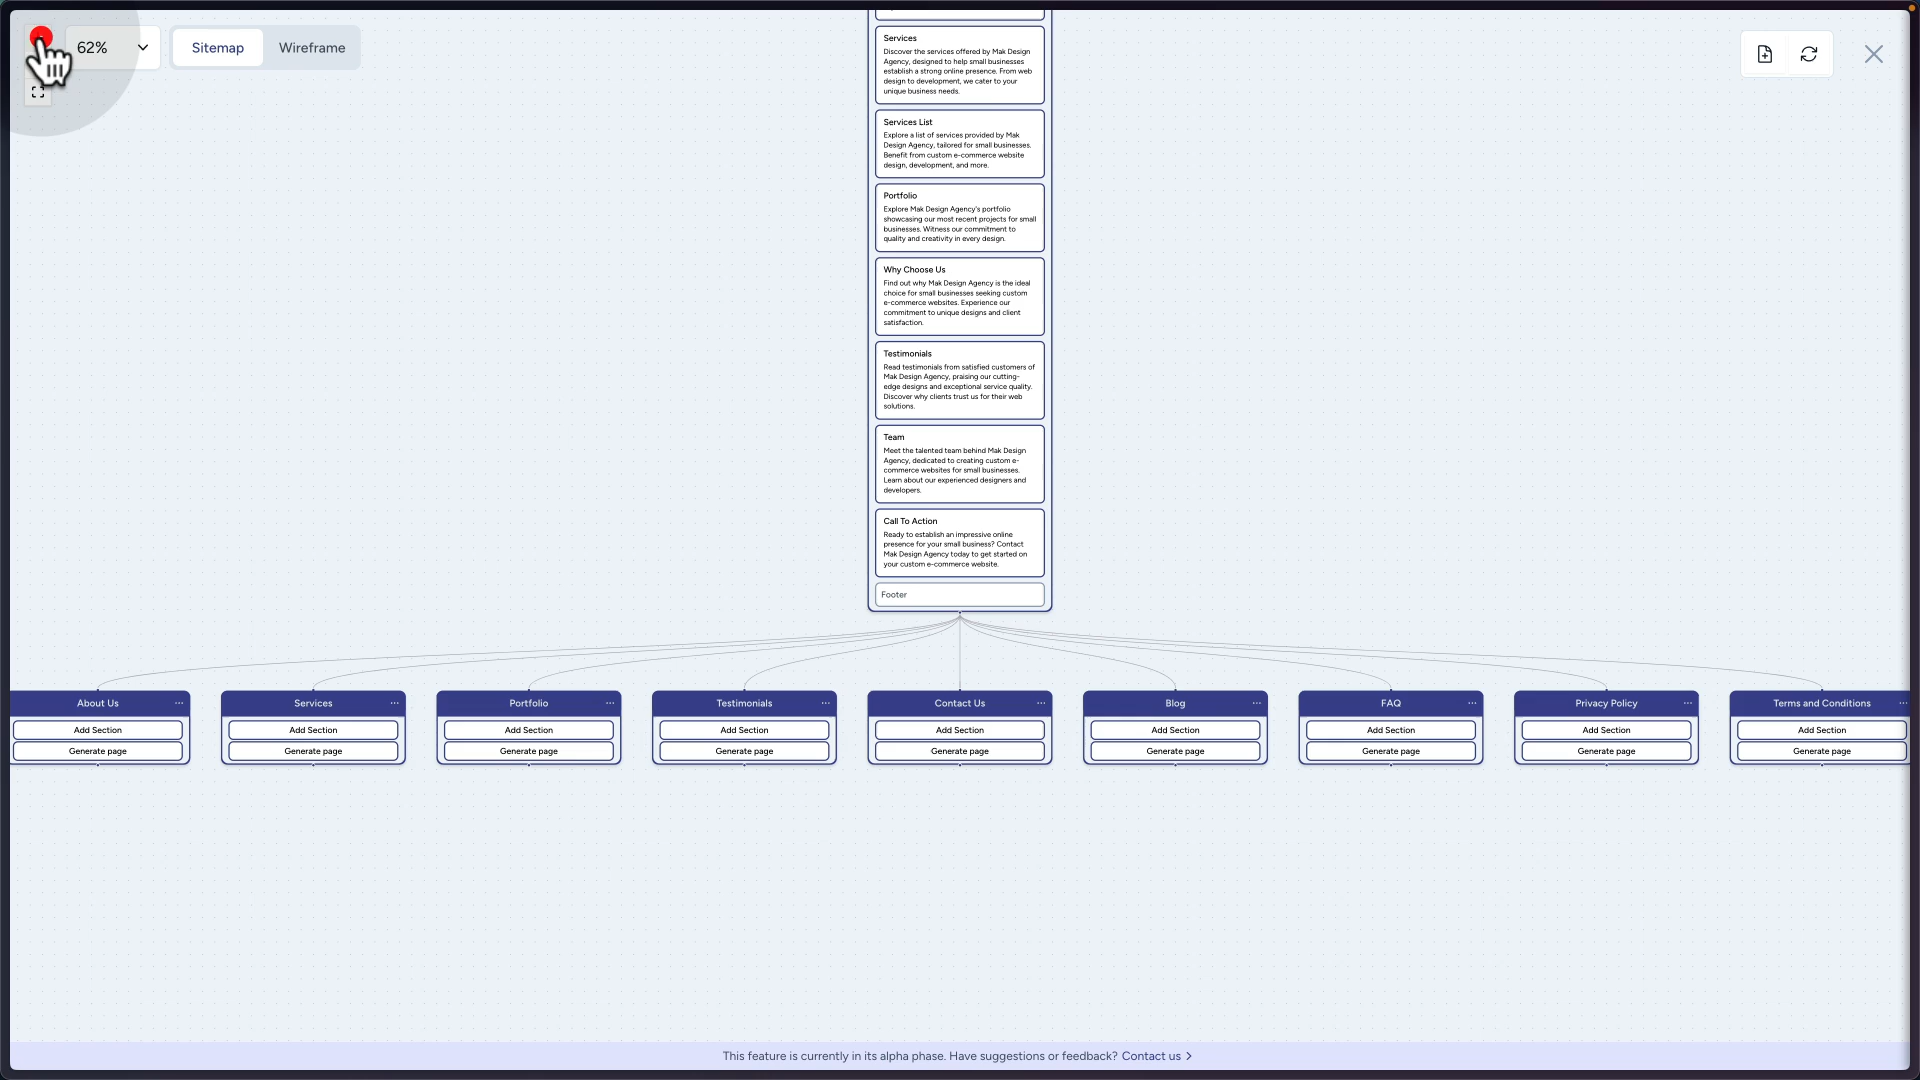 62%
Sitemap
Wireframe
Services
Discover the services offered by Mak Design
Agency, designed to help small businesses
establish a strong online presence. From web
design to development, we cater to your
unique business needs.
Services List
Explore a list of services provided by Mak
Design Agency, tailored for small businesses.
Benefit from custom e-commerce website
design, development, and more.
Portfolio
Explore Mak Design Agency's portfolio
showcasing our most recent projects for small
businesses. Witness our commitment to
quality and creativity in every design.
Why Choose Us
Find out why Mak Design Agency is the ideal
choice for small businesses seeking custom
e-commerce websites. Experience our
commitment to unique designs and client
satisfaction.
Testimonials
Read testimonials from satisfied customers of
Mak Design Agency, praising our cutting-
edge designs and exceptional service quality.
Discover why clients trust us for their web
solutions.
Team
Meet the talented team behind Mak Design
Agency, dedicated to creating custom e-
commerce websites for small businesses.
Learn about our experienced designers and
developers.
Call To Action
Ready to establish an impressive online
presence for your small business? Contact
Mak Design Agency today to get started on
your custom e-commerce website.
Footer
About Us
Add Section
Generate page
Services
Add Section
Generate page
Portfolio
Add Section
Generate page
Testimonials
Add Section
Generate page
Contact Us
Add Section
Generate page
Blog
Add Section
Generate page
FAQ
Add Section
Generate page
Privacy Policy
Add Section
Generate page
Terms and Conditions
Add Section
Generate page
This feature is currently in its alpha phase. Have suggestions or feedback? Contact us